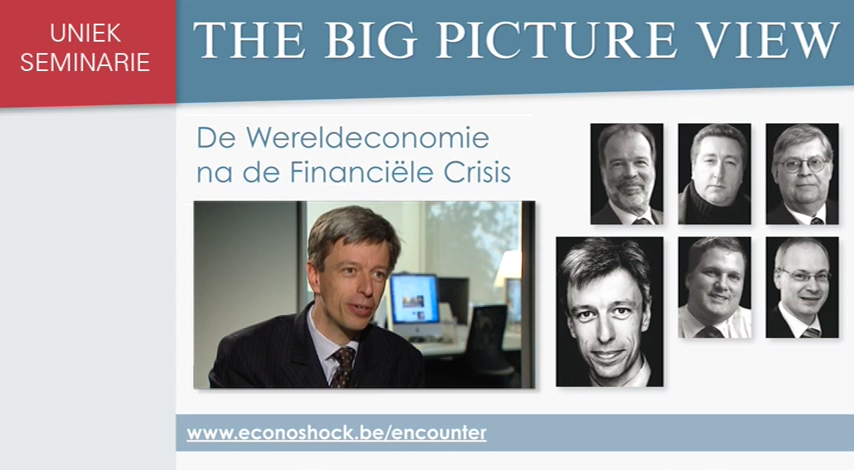 UNIEK
SEMINARIE
THE BIG PICTURE VIEW
De Wereldeconomie
na de Financiële Crisis
www.econoshock.be/encounter